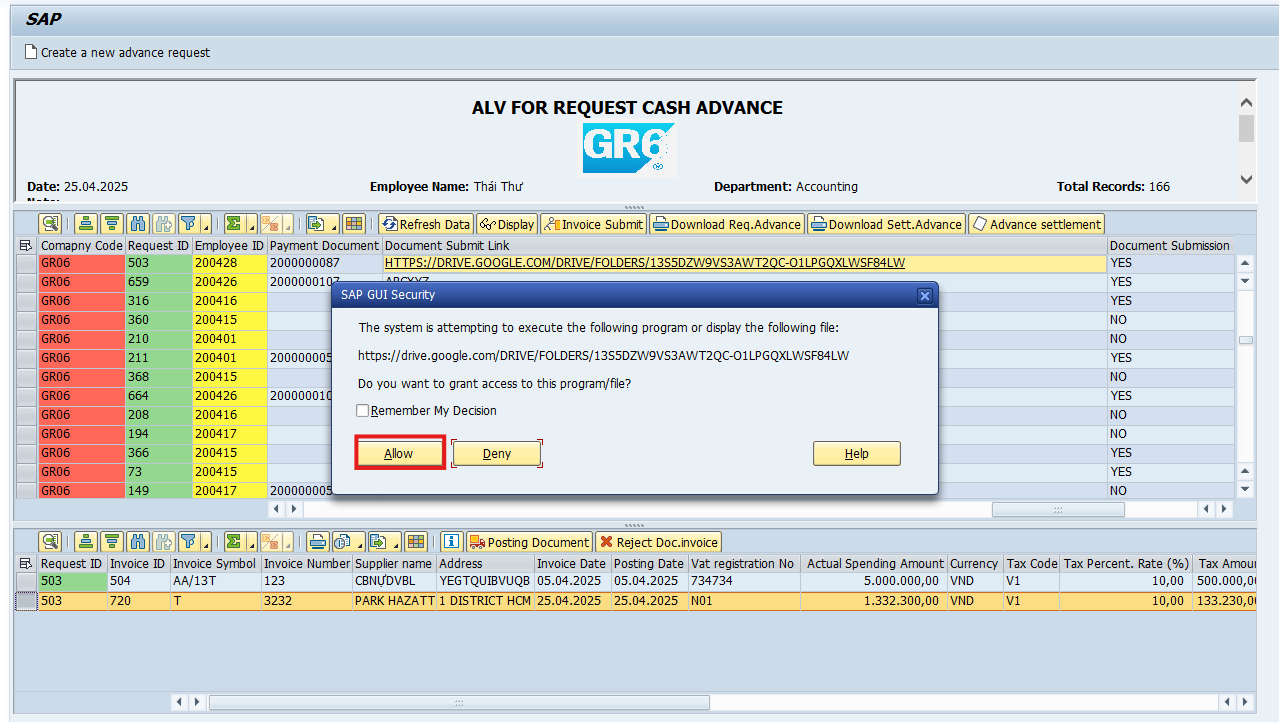 SAP
Create a new advance request
ALV FOR REQUEST CASH ADVANCE
GR6
Date: 25.04.2025 Employee Name: Thái Thư Department: Accounting Total Records: 166
Refresh Data Display Invoice Submit Download Req.Advance Download Sett.Advance Advance settlement
Comapny Code Request ID Employee ID Payment Document Document Submit Link Document Submission
GR06 503 200428 2000000087 HTTPS://DRIVE.GOOGLE.COM/DRIVE/FOLDERS/13S5DZW9VS3AWT2QC-O1LPGQXLWSF84LW YES
GR06 659 200426 2000000107 ABCXYZ YES
GR06 316 200416 YES
GR06 360 200415 NO
GR06 210 200401 NO
GR06 211 200401 200000005 YES
GR06 368 200415 NO
GR06 664 200426 200000010 YES
GR06 208 200416 NO
GR06 194 200417 NO
GR06 366 200415 YES
GR06 73 200415 YES
GR06 149 200417 200000005 NO
SAP GUI Security
The system is attempting to execute the following program or display the following file:
https://drive.google.com/DRIVE/FOLDERS/13S5DZW9VS3AWT2QC-O1LPGQXLWSF84LW
Do you want to grant access to this program/file?
Remember My Decision
Allow Deny Help
Posting Document Reject Doc.invoice
Request ID Invoice ID Invoice Symbol Invoice Number Supplier name Address Invoice Date Posting Date Vat registration No Actual Spending Amount Currency Tax Code Tax Percent. Rate (%) Tax Amou
503 504 AA/13T 123 CBNỰDVBL YEGTQUIBVUQB 05.04.2025 05.04.2025 734734 5.000.000,00 VND V1 10,00 500.000,0
503 720 T 3232 PARK HAZATT 1 DISTRICT HCM 25.04.2025 25.04.2025 N01 1.332.300,00 VND V1 10,00 133.230,0